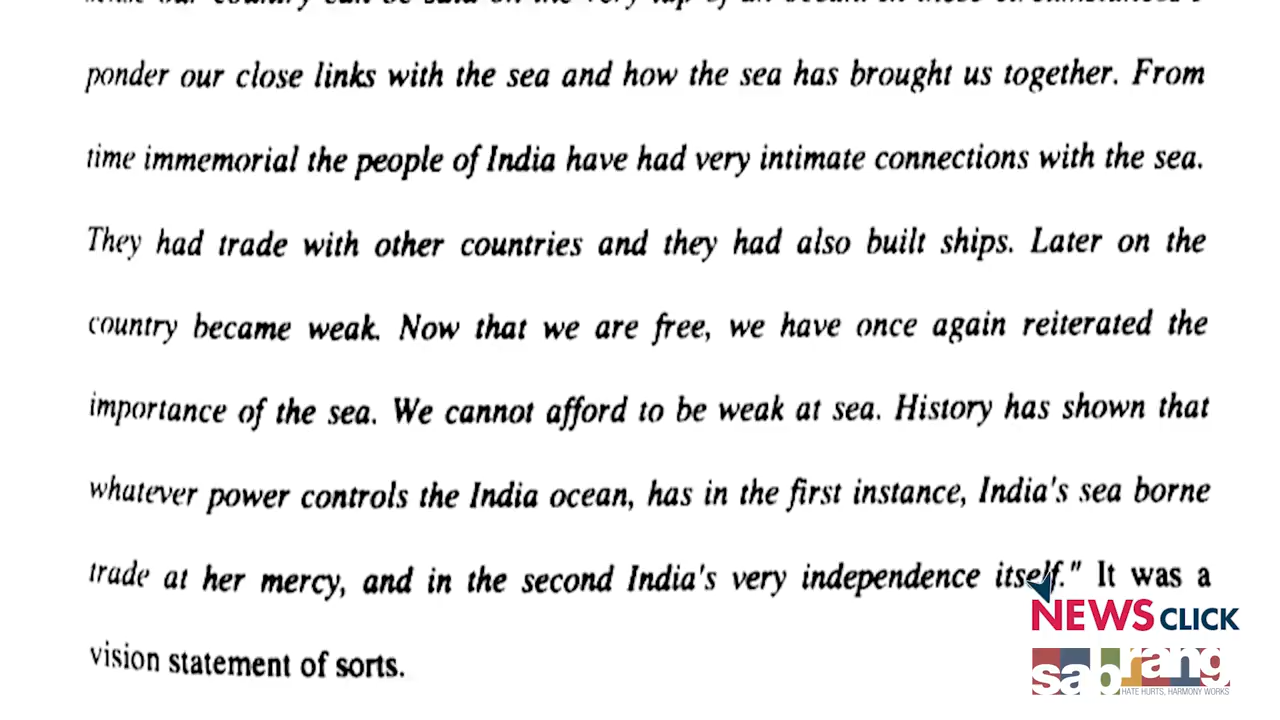 ponder our close links with the sea and how the sea has brought us together. From
time immemorial the people of India have had very intimate connections with the sea.
They had trade with other countries and they had also built ships. Later on the
country became weak. Now that we are free, we have once again reiterated the
importance of the sea. We cannot afford to be weak at sea. History has shown that
whatever power controls the India ocean, has in the first instance, India's sea borne
trade at her mercy, and in the second India's very independence itself." It was a
vision statement of sorts.
NEWSCLICK
sabrang
HATE HURTS, HARMONY WORKS